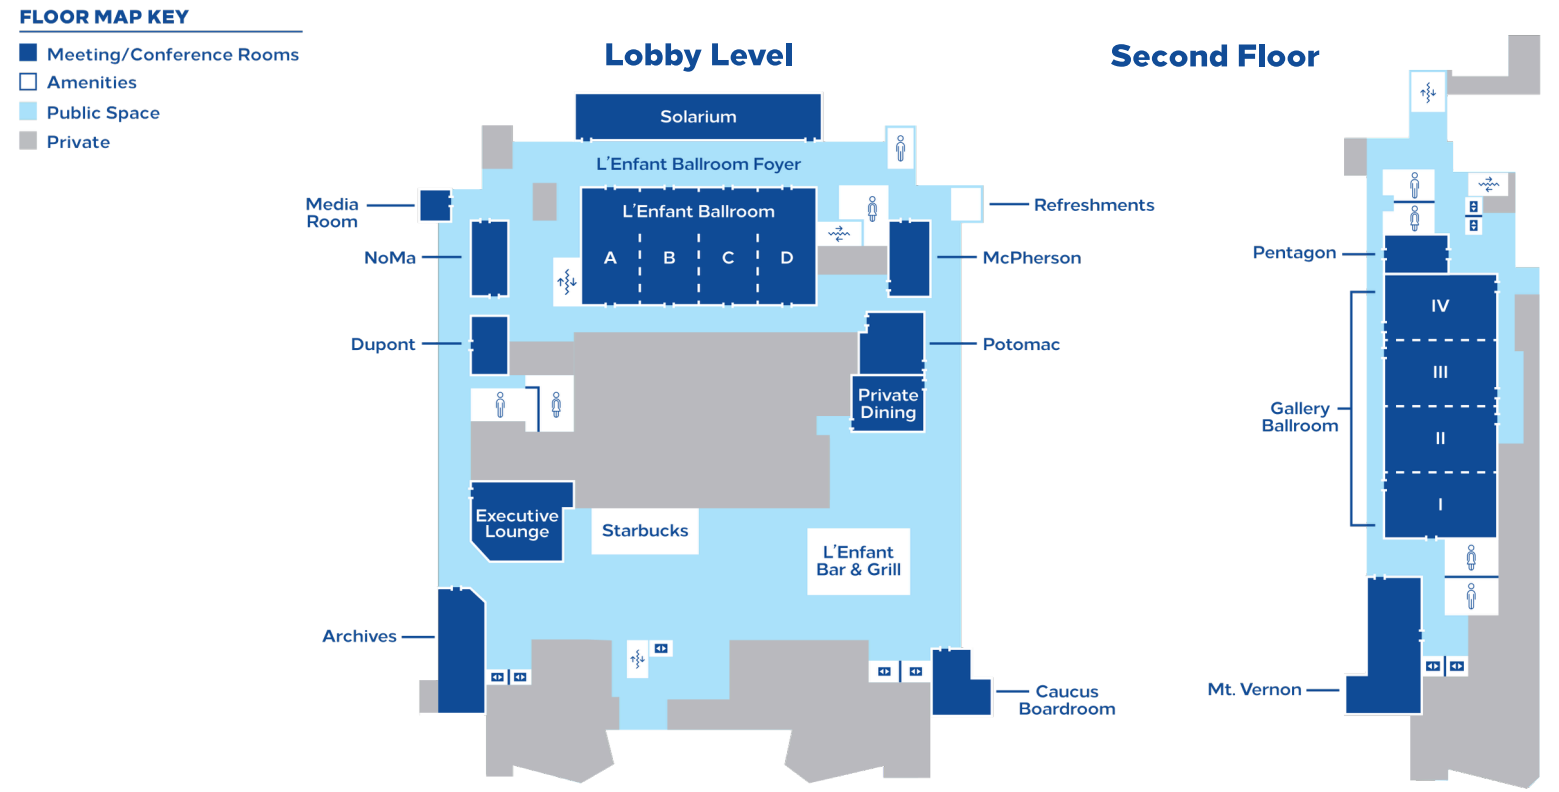 FLOOR MAP KEY
Meeting/Conference Rooms
Amenities
Public Space
Private
Lobby Level
Solarium
L'Enfant Ballroom Foyer
L'Enfant Ballroom
A
B
C
D
Media
Room
NoMa
Dupont
Refreshments
McPherson
Potomac
Private
Dining
Executive
Lounge
Starbucks
L'Enfant
Bar & Grill
Archives
Caucus
Boardroom
Second Floor
Pentagon
IV
III
II
I
Gallery
Ballroom
Mt. Vernon